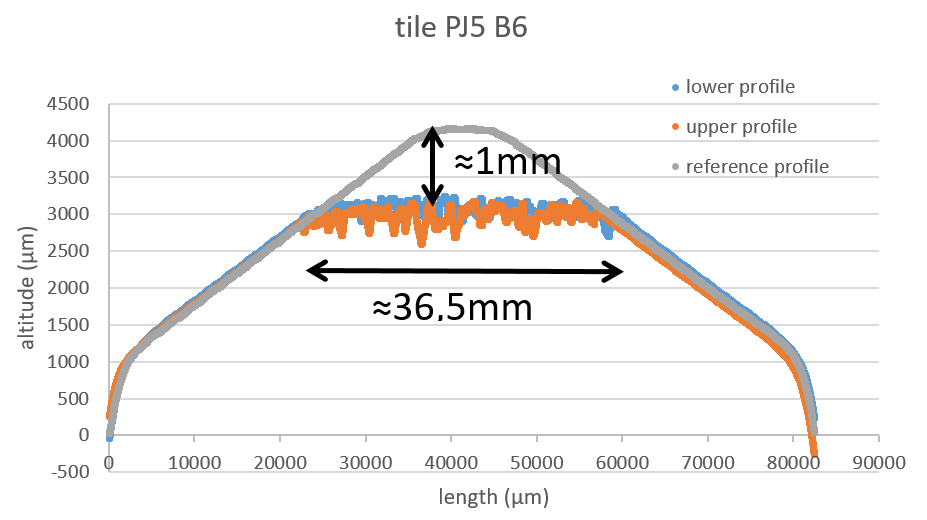 tile PJ5 B6
lower profile
upper profile
reference profile
4500
4000
3500
3000
2500
2000
1500
1000
500
0
-500
altitude (µm)
≈1mm
≈36,5mm
0 10000 20000 30000 40000 50000 60000 70000 80000 90000
length (µm)